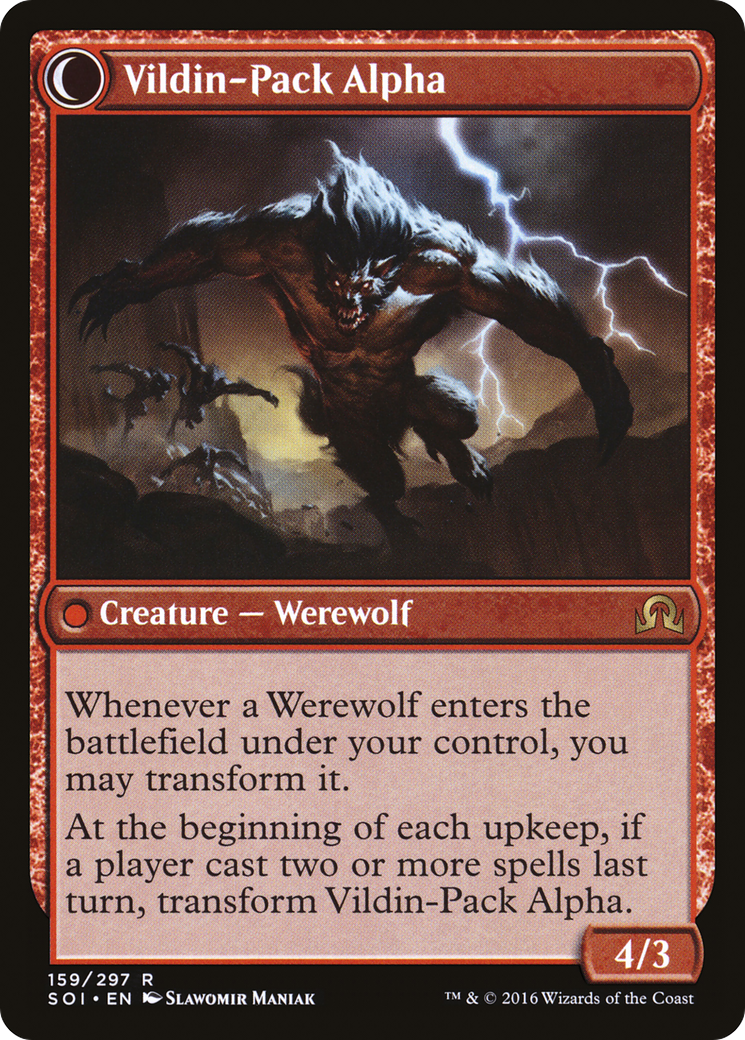 Vildin-Pack Alpha
Creature — Werewolf
Whenever a Werewolf enters the
battlefield under your control, you
may transform it.
At the beginning of each upkeep, if
a player cast two or more spells last
turn, transform Vildin-Pack Alpha.
4/3
159/297 R
SOI • EN Slawomir Maniak
™ & © 2016 Wizards of the Coast